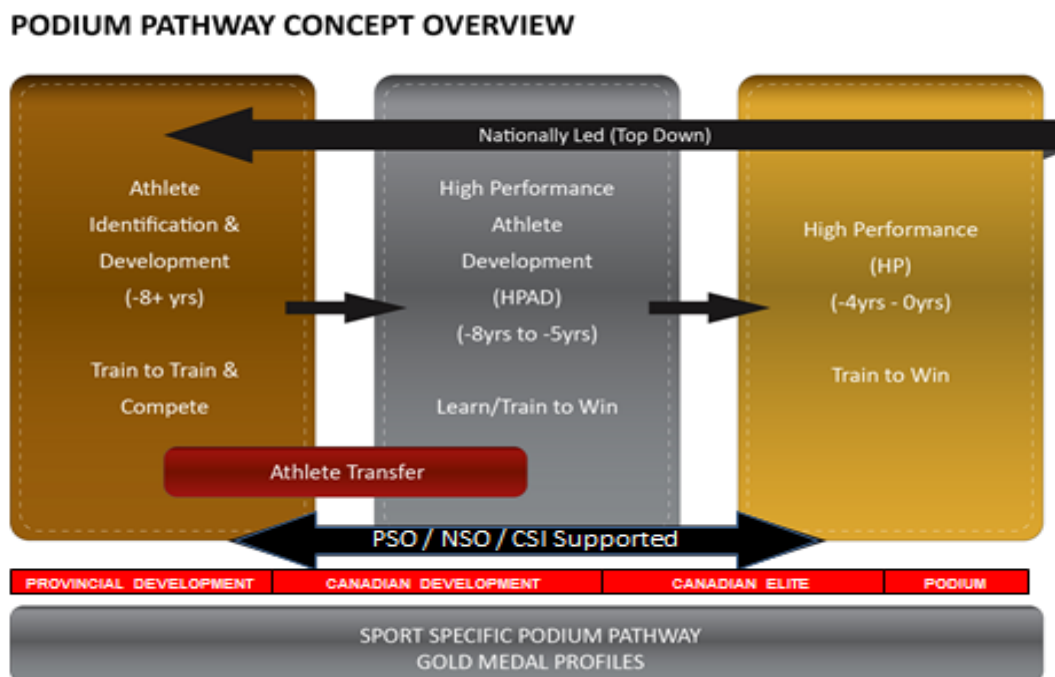 PODIUM PATHWAY CONCEPT OVERVIEW
Nationally Led (Top Down)
Athlete
Identification &
Development
(-8+ yrs)
Train to Train &
Compete
High Performance
Athlete
Development
(HPAD)
(-8yrs to -5yrs)
Learn/Train to Win
High Performance
(HP)
(-4yrs - 0yrs)
Train to Win
Athlete Transfer
PSO / NSO / CSI Supported
PROVINCIAL DEVELOPMENT
CANADIAN DEVELOPMENT
CANADIAN ELITE
PODIUM
SPORT SPECIFIC PODIUM PATHWAY
GOLD MEDAL PROFILES